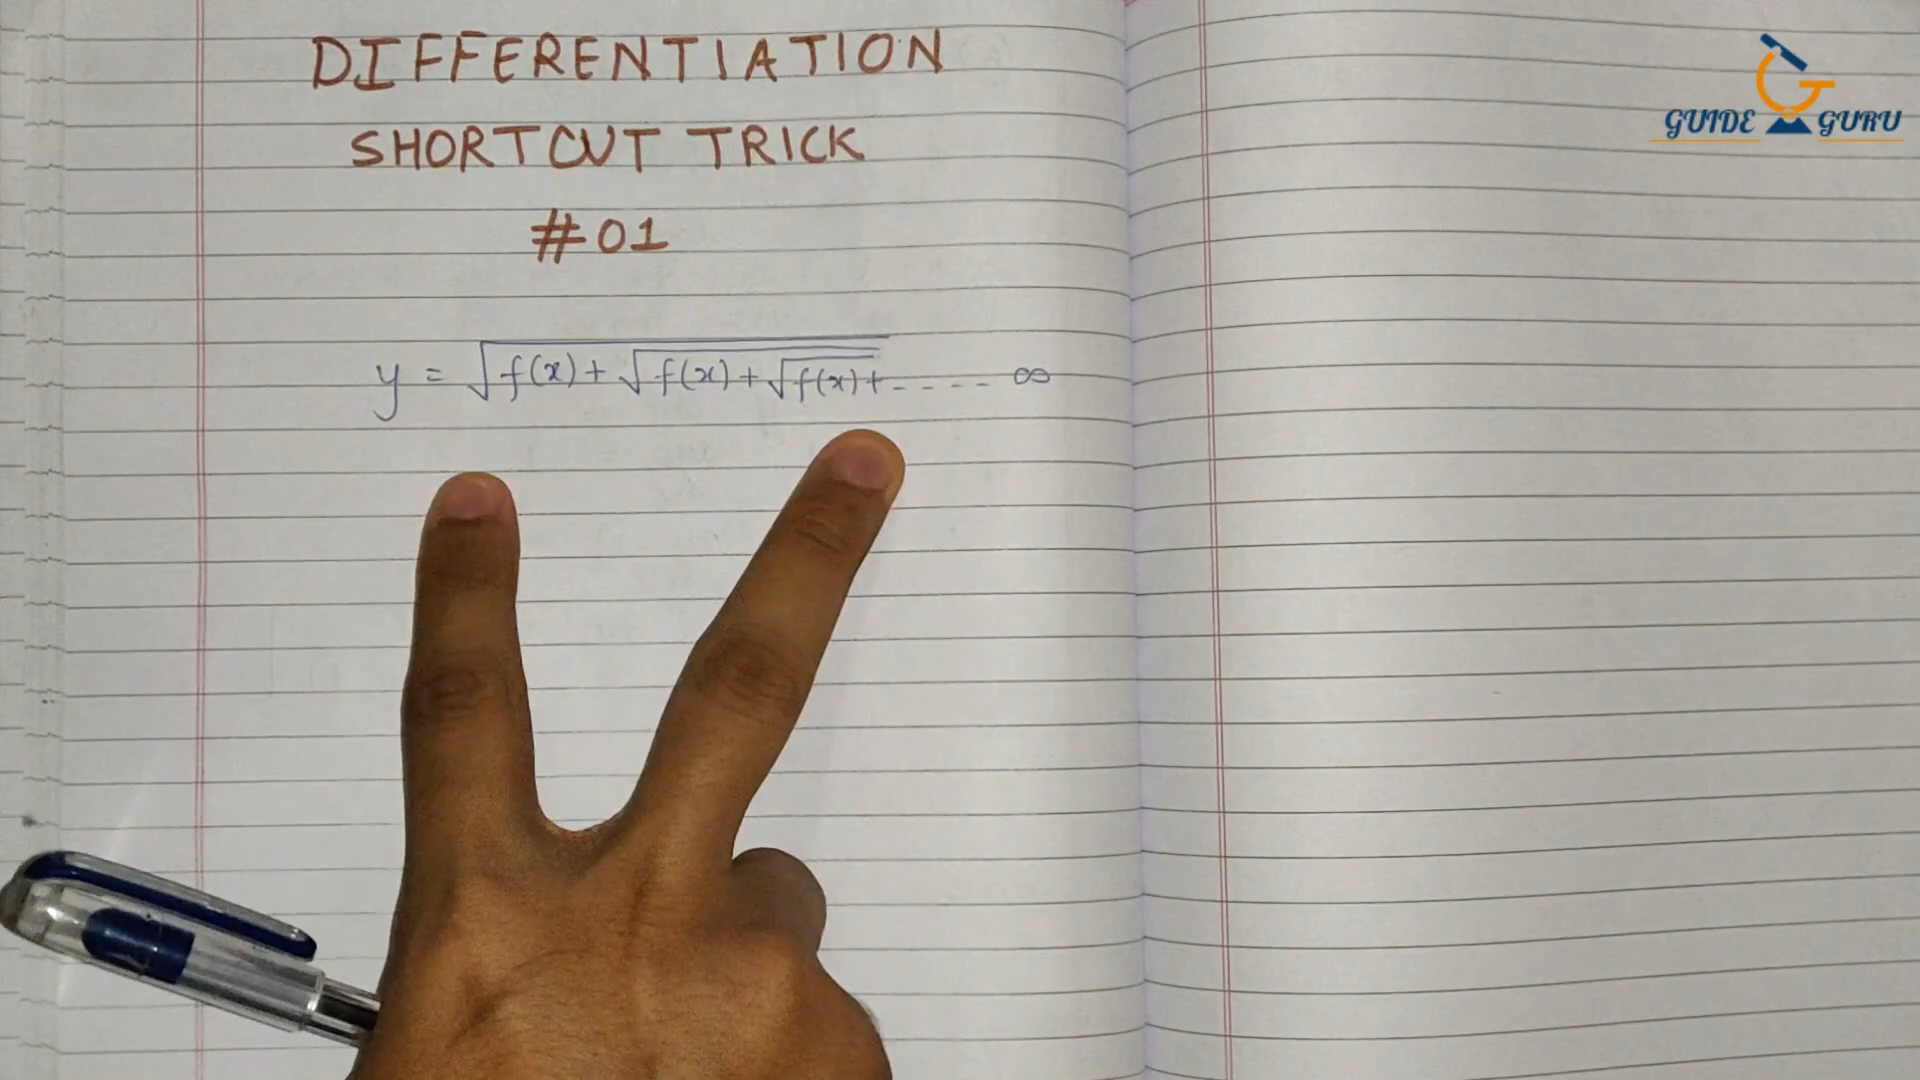 DIFFERENTIATION
SHORTCUT TRICK
#01
y = √f(x) + √f(x) + √f(x) + ---- ∞
GUIDE GURU